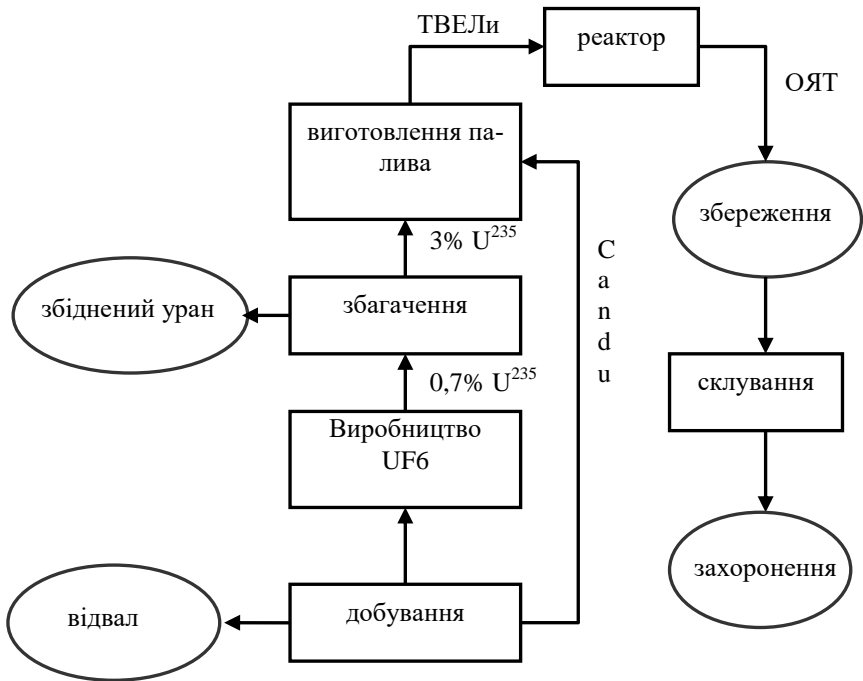 ТВЕЛи
реактор
ОЯТ
виготовлення па-
лива
збереження
3% U²³⁵
Candu
збіднений уран
збагачення
0,7% U²³⁵
склування
Виробництво
UF6
захоронення
відвал
добування